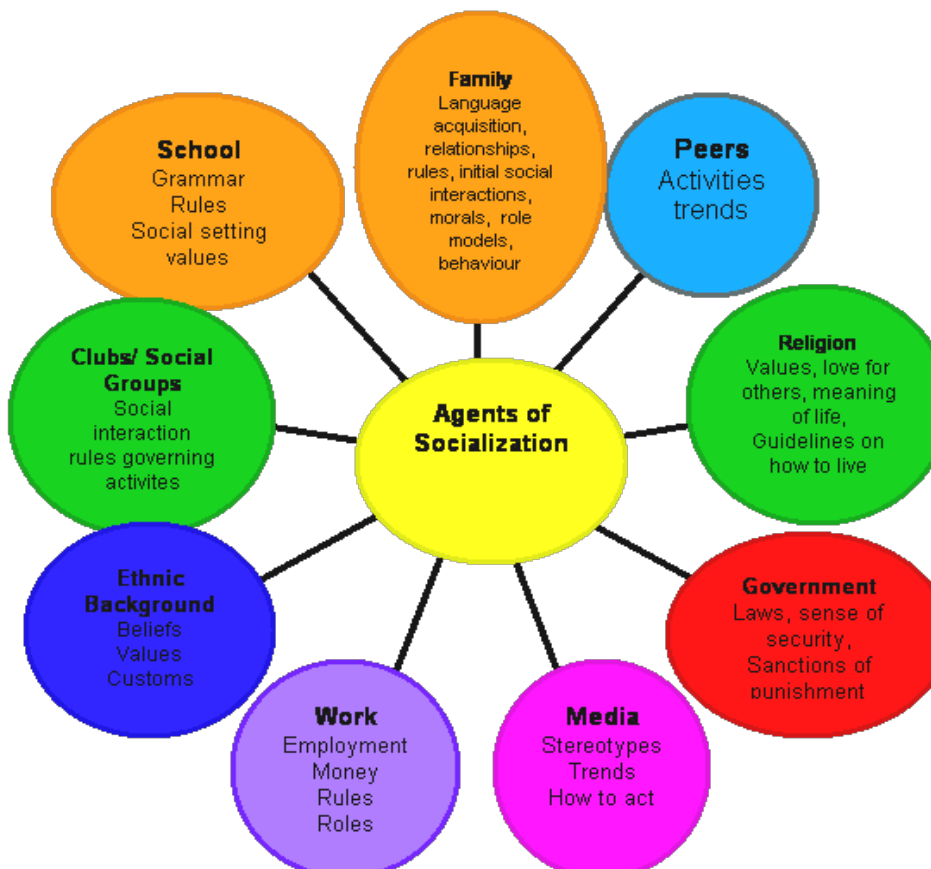 Family
Language
acquisition,
relationships,
rules, initial social
interactions,
morals, role
models,
behaviour
School
Grammar
Rules
Social setting
values
Peers
Activities
trends
Clubs/ Social
Groups
Social
interaction
rules governing
activites
Agents of
Socialization
Religion
Values, love for
others, meaning
of life,
Guidelines on
how to live
Ethnic
Background
Beliefs
Values
Customs
Government
Laws, sense of
security,
Sanctions of
punishment
Work
Employment
Money
Rules
Roles
Media
Stereotypes
Trends
How to act